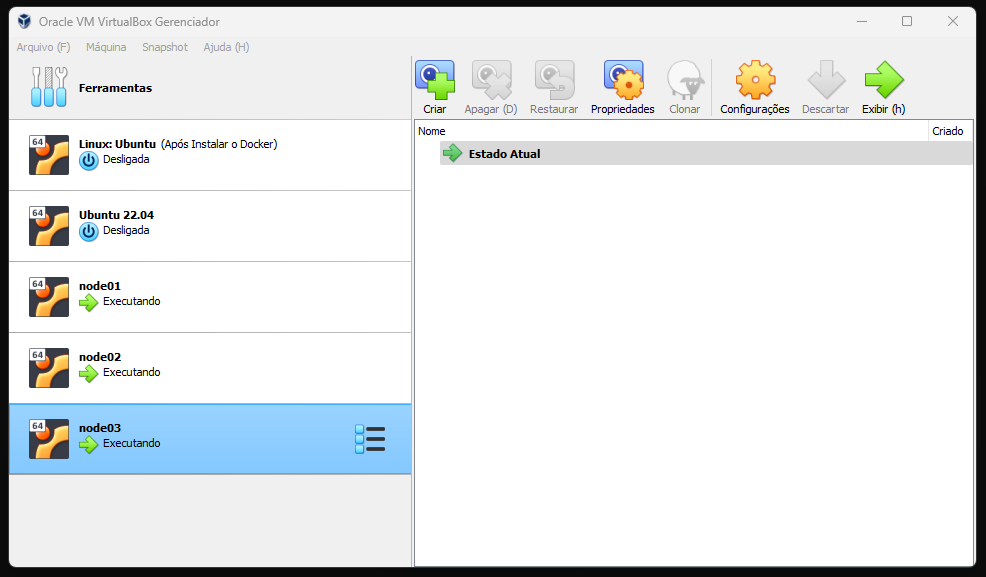 Oracle VM VirtualBox Gerenciador
Arquivo (F) Máquina Snapshot Ajuda (H)
Ferramentas
Criar Apagar (D) Restaurar Propriedades Clonar Configurações Descartar Exibir (h)
Nome Criado
Estado Atual
64
Linux: Ubuntu (Após Instalar o Docker)
Desligada
64
Ubuntu 22.04
Desligada
64
node01
Executando
64
node02
Executando
64
node03
Executando